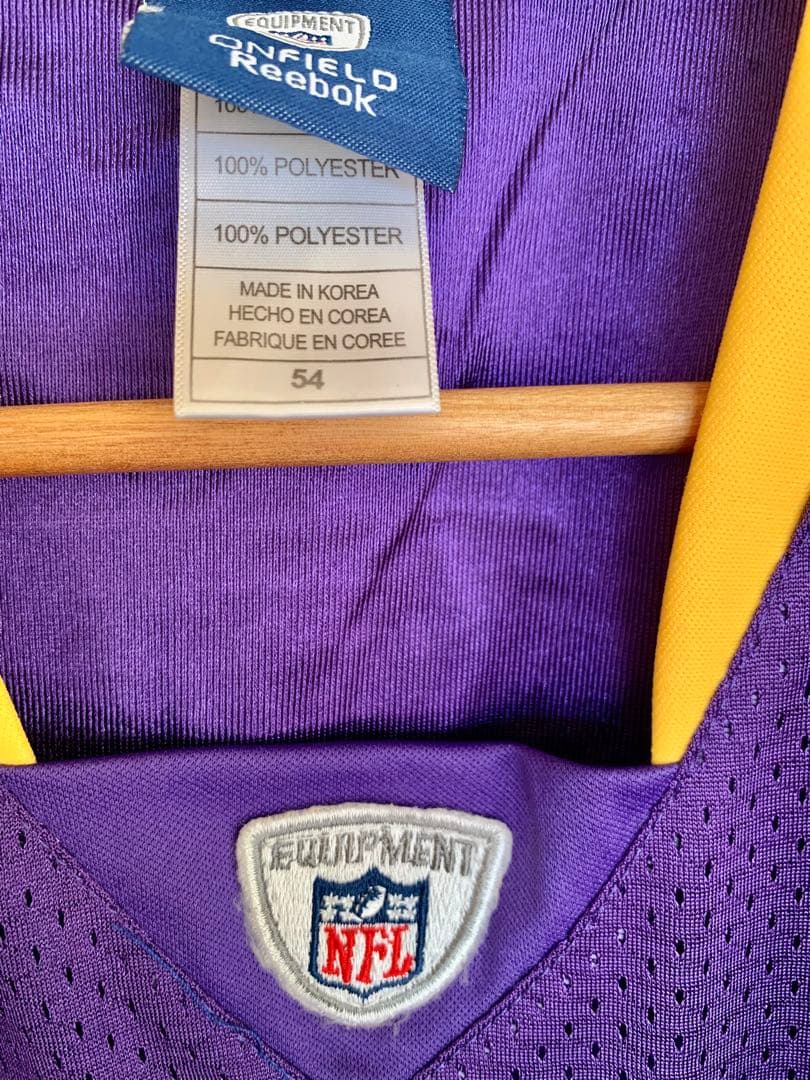 EQUIPMENT
ONFIELD
Reebok
100% POLYESTER
100% POLYESTER
MADE IN KOREA
HECHO EN COREA
FABRIQUE EN COREE
54
EQUIPMENT
NFL